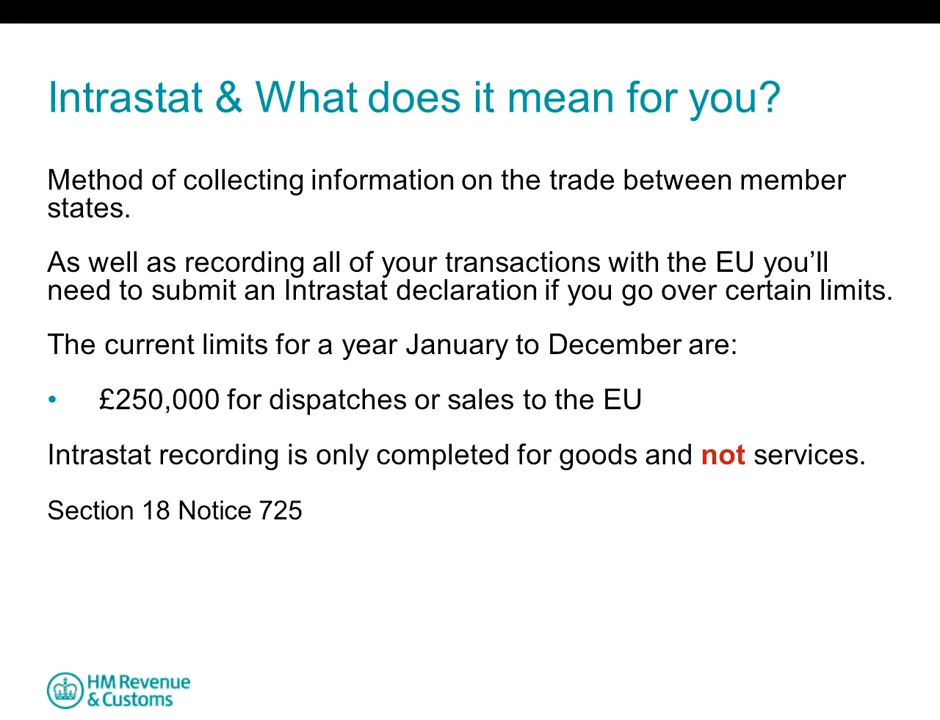 Intrastat & What does it mean for you?
Method of collecting information on the trade between member
states.
As well as recording all of your transactions with the EU you’ll
need to submit an Intrastat declaration if you go over certain limits.
The current limits for a year January to December are:
• £250,000 for dispatches or sales to the EU
Intrastat recording is only completed for goods and not services.
Section 18 Notice 725
HM Revenue
& Customs